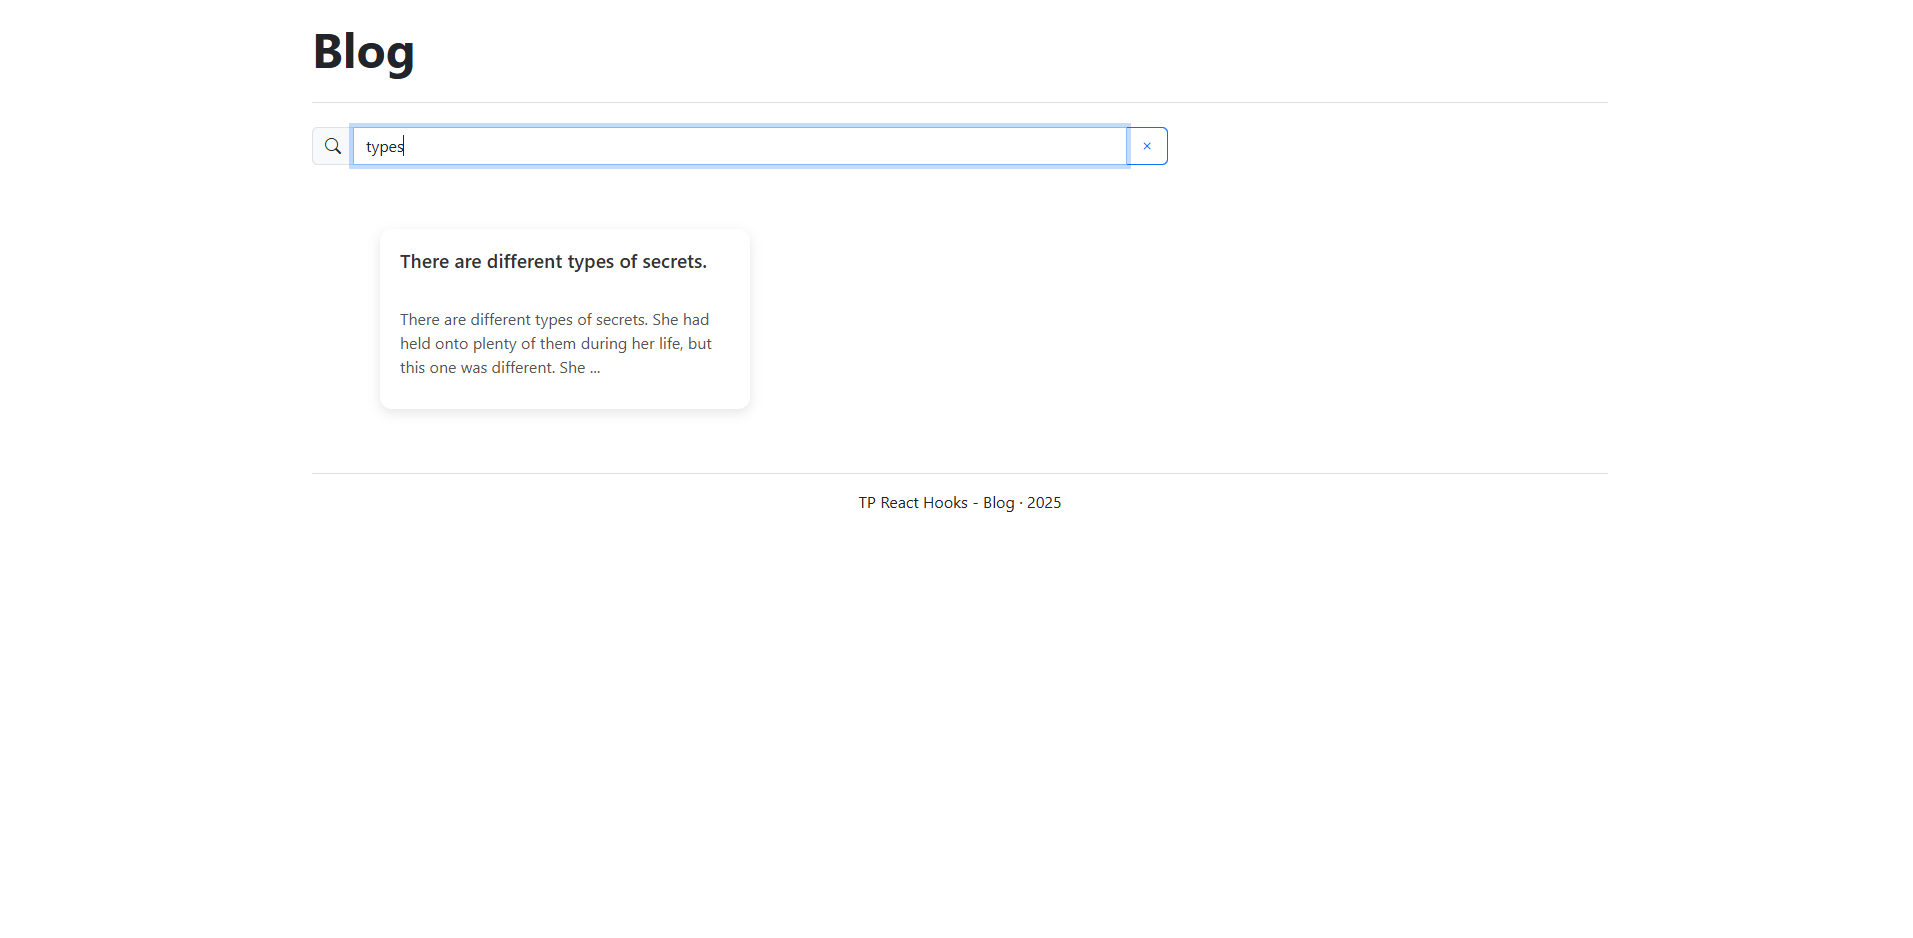 Blog
types
×
There are different types of secrets.
There are different types of secrets. She had
held onto plenty of them during her life, but
this one was different. She ...
TP React Hooks - Blog · 2025